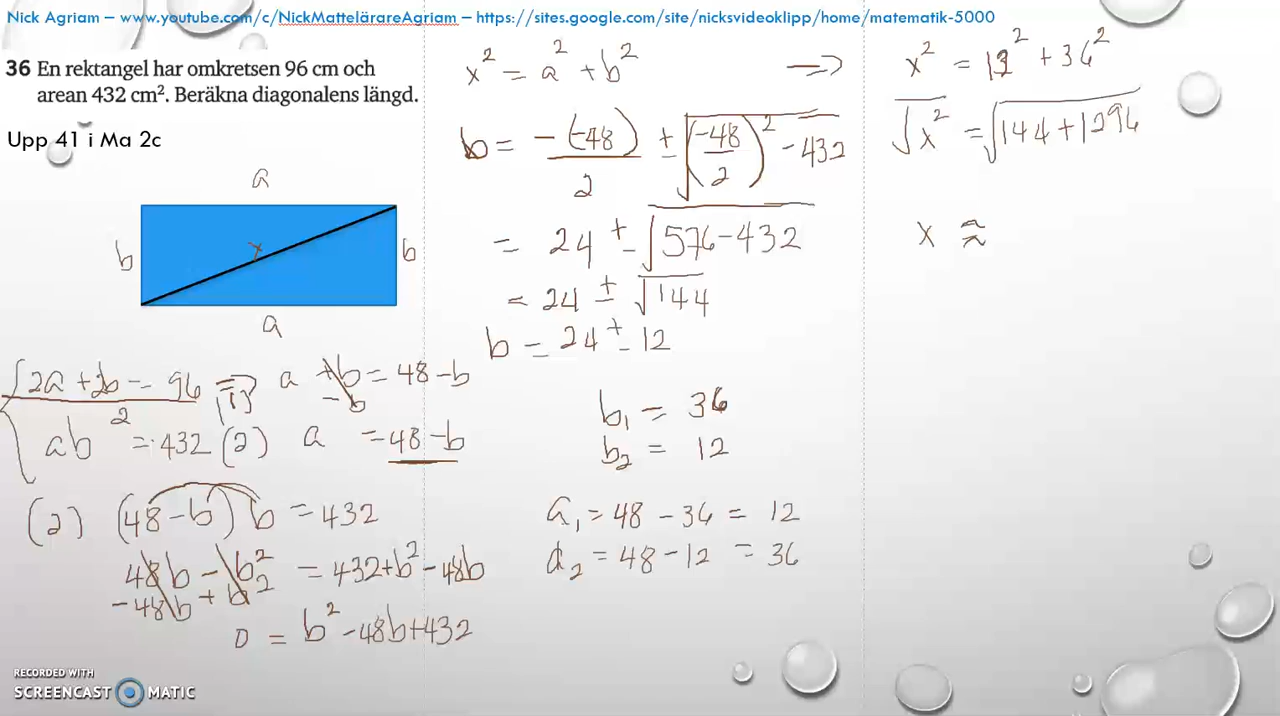 Nick Agriam – www.youtube.com/c/NickMattelärareAgriam – https://sites.google.com/site/nicksvideoklipp/home/matematik-5000
36 En rektangel har omkretsen 96 cm och
arean 432 cm². Beräkna diagonalens längd.
Upp 41 i Ma 2c
a
b
x
b
a
2a + 2b = 96 (1) a + b = 48 - b
2 - b
ab = 432 (2) a = 48 - b
(2) (48 - b) b = 432
48b - b² = 432 + b² - 48b
- 48b + b²
0 = b² - 48b + 432
x² = a² + b² →
b = -(-48)/2 ± √((-48/2)² - 432)
= 24 ± √576 - 432
= 24 ± √144
b = 24 ± 12
b₁ = 36
b₂ = 12
a₁ = 48 - 36 = 12
a₂ = 48 - 12 = 36
x² = 12² + 36²
√x² = √144 + 1296
x ≈
RECORDED WITH
SCREENCAST MATIC